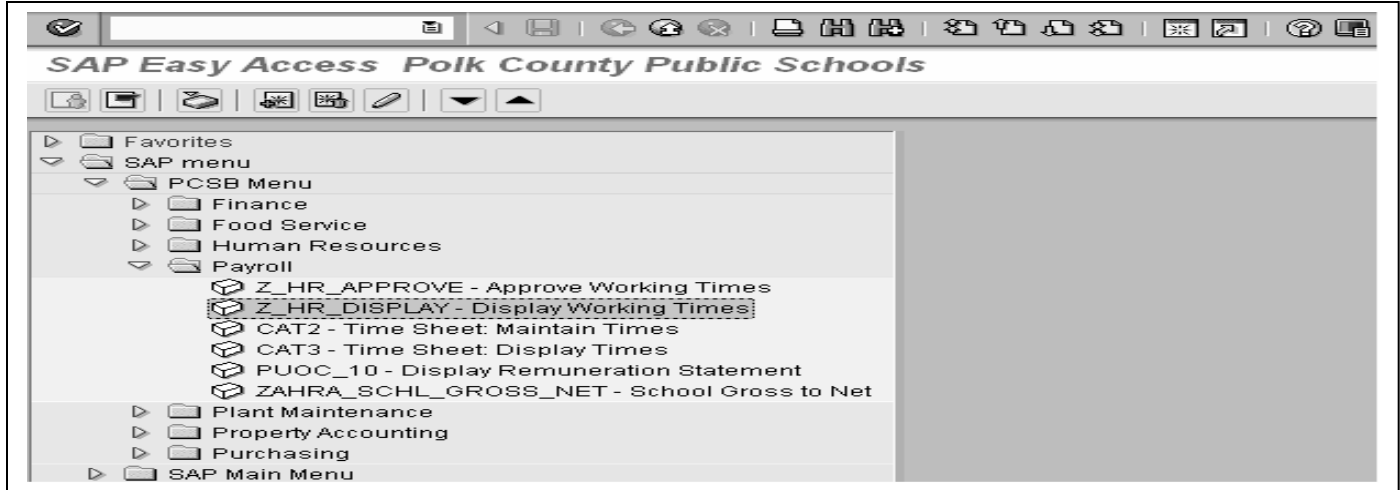 SAP Easy Access Polk County Public Schools
Favorites
SAP menu
PCSB Menu
Finance
Food Service
Human Resources
Payroll
Z_HR_APPROVE - Approve Working Times
Z_HR_DISPLAY - Display Working Times
CAT2 - Time Sheet: Maintain Times
CAT3 - Time Sheet: Display Times
PUOC_10 - Display Remuneration Statement
ZAHRA_SCHL_GROSS_NET - School Gross to Net
Plant Maintenance
Property Accounting
Purchasing
SAP Main Menu